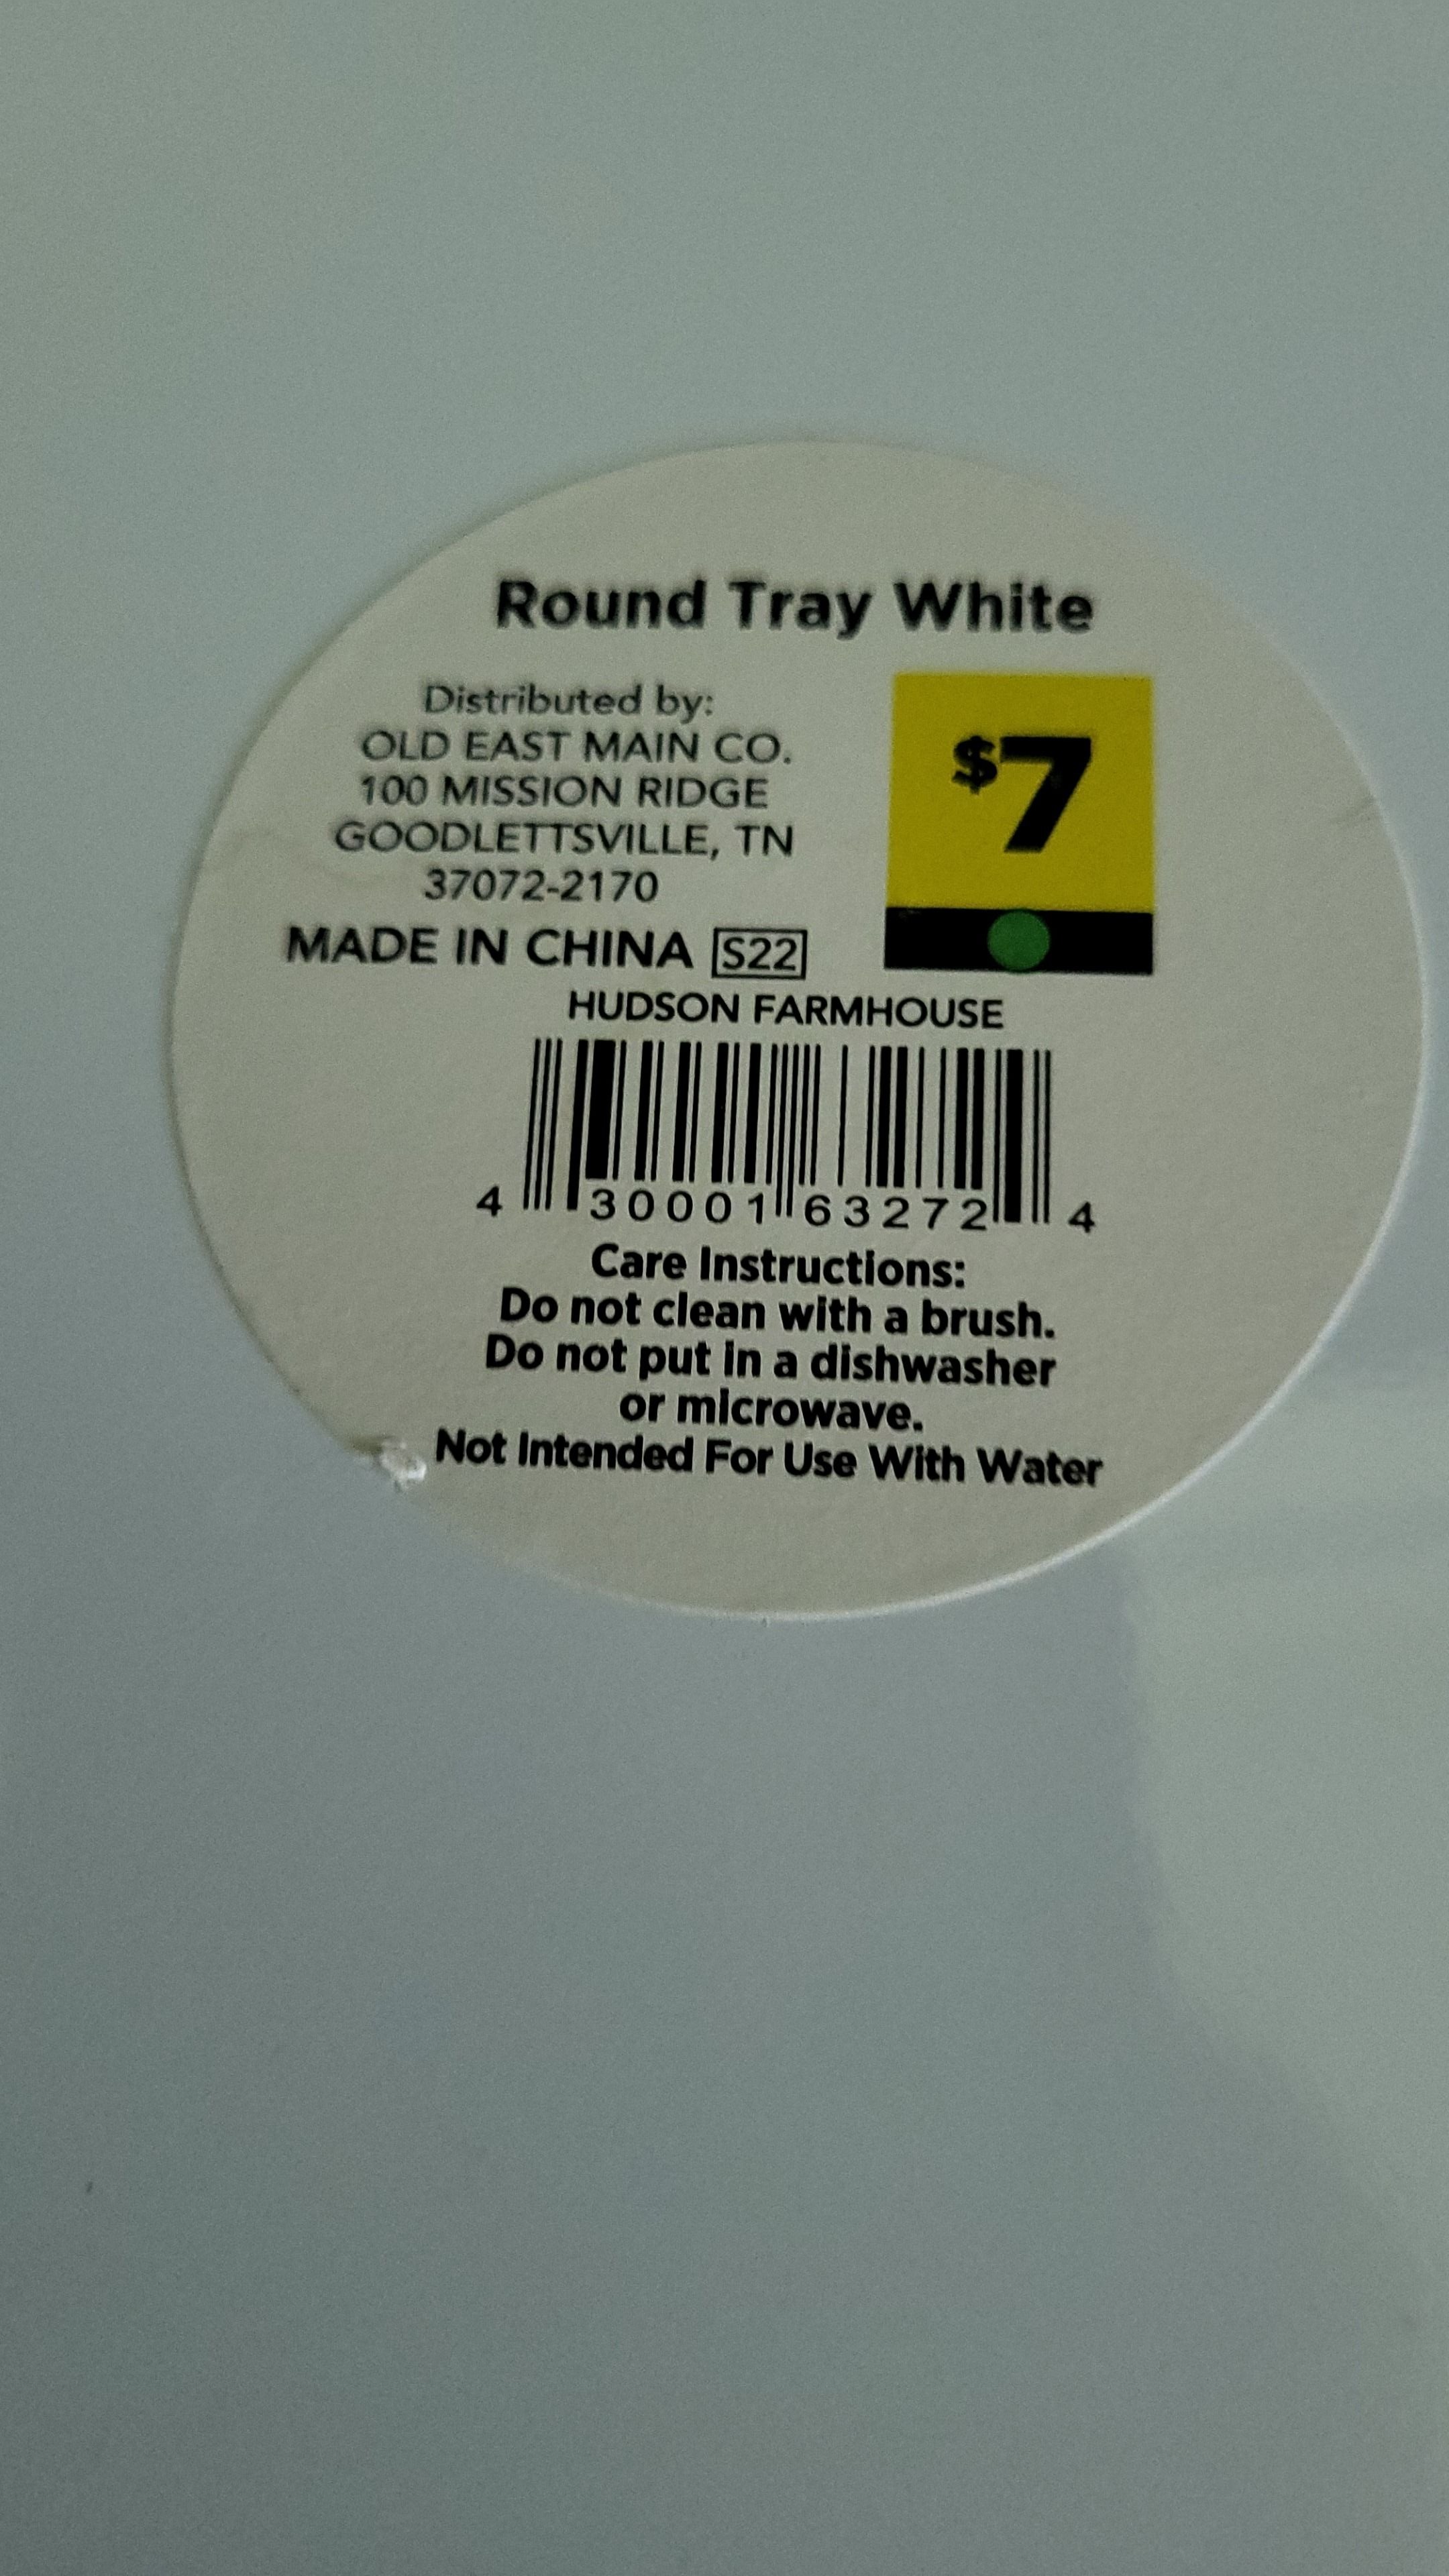 Round Tray White
Distributed by:
OLD EAST MAIN CO.
100 MISSION RIDGE
GOODLETTSVILLE, TN
37072-2170
$7
MADE IN CHINA S22
HUDSON FARMHOUSE
4 30001 63272 4
Care Instructions:
Do not clean with a brush.
Do not put in a dishwasher
or microwave.
Not Intended For Use With Water